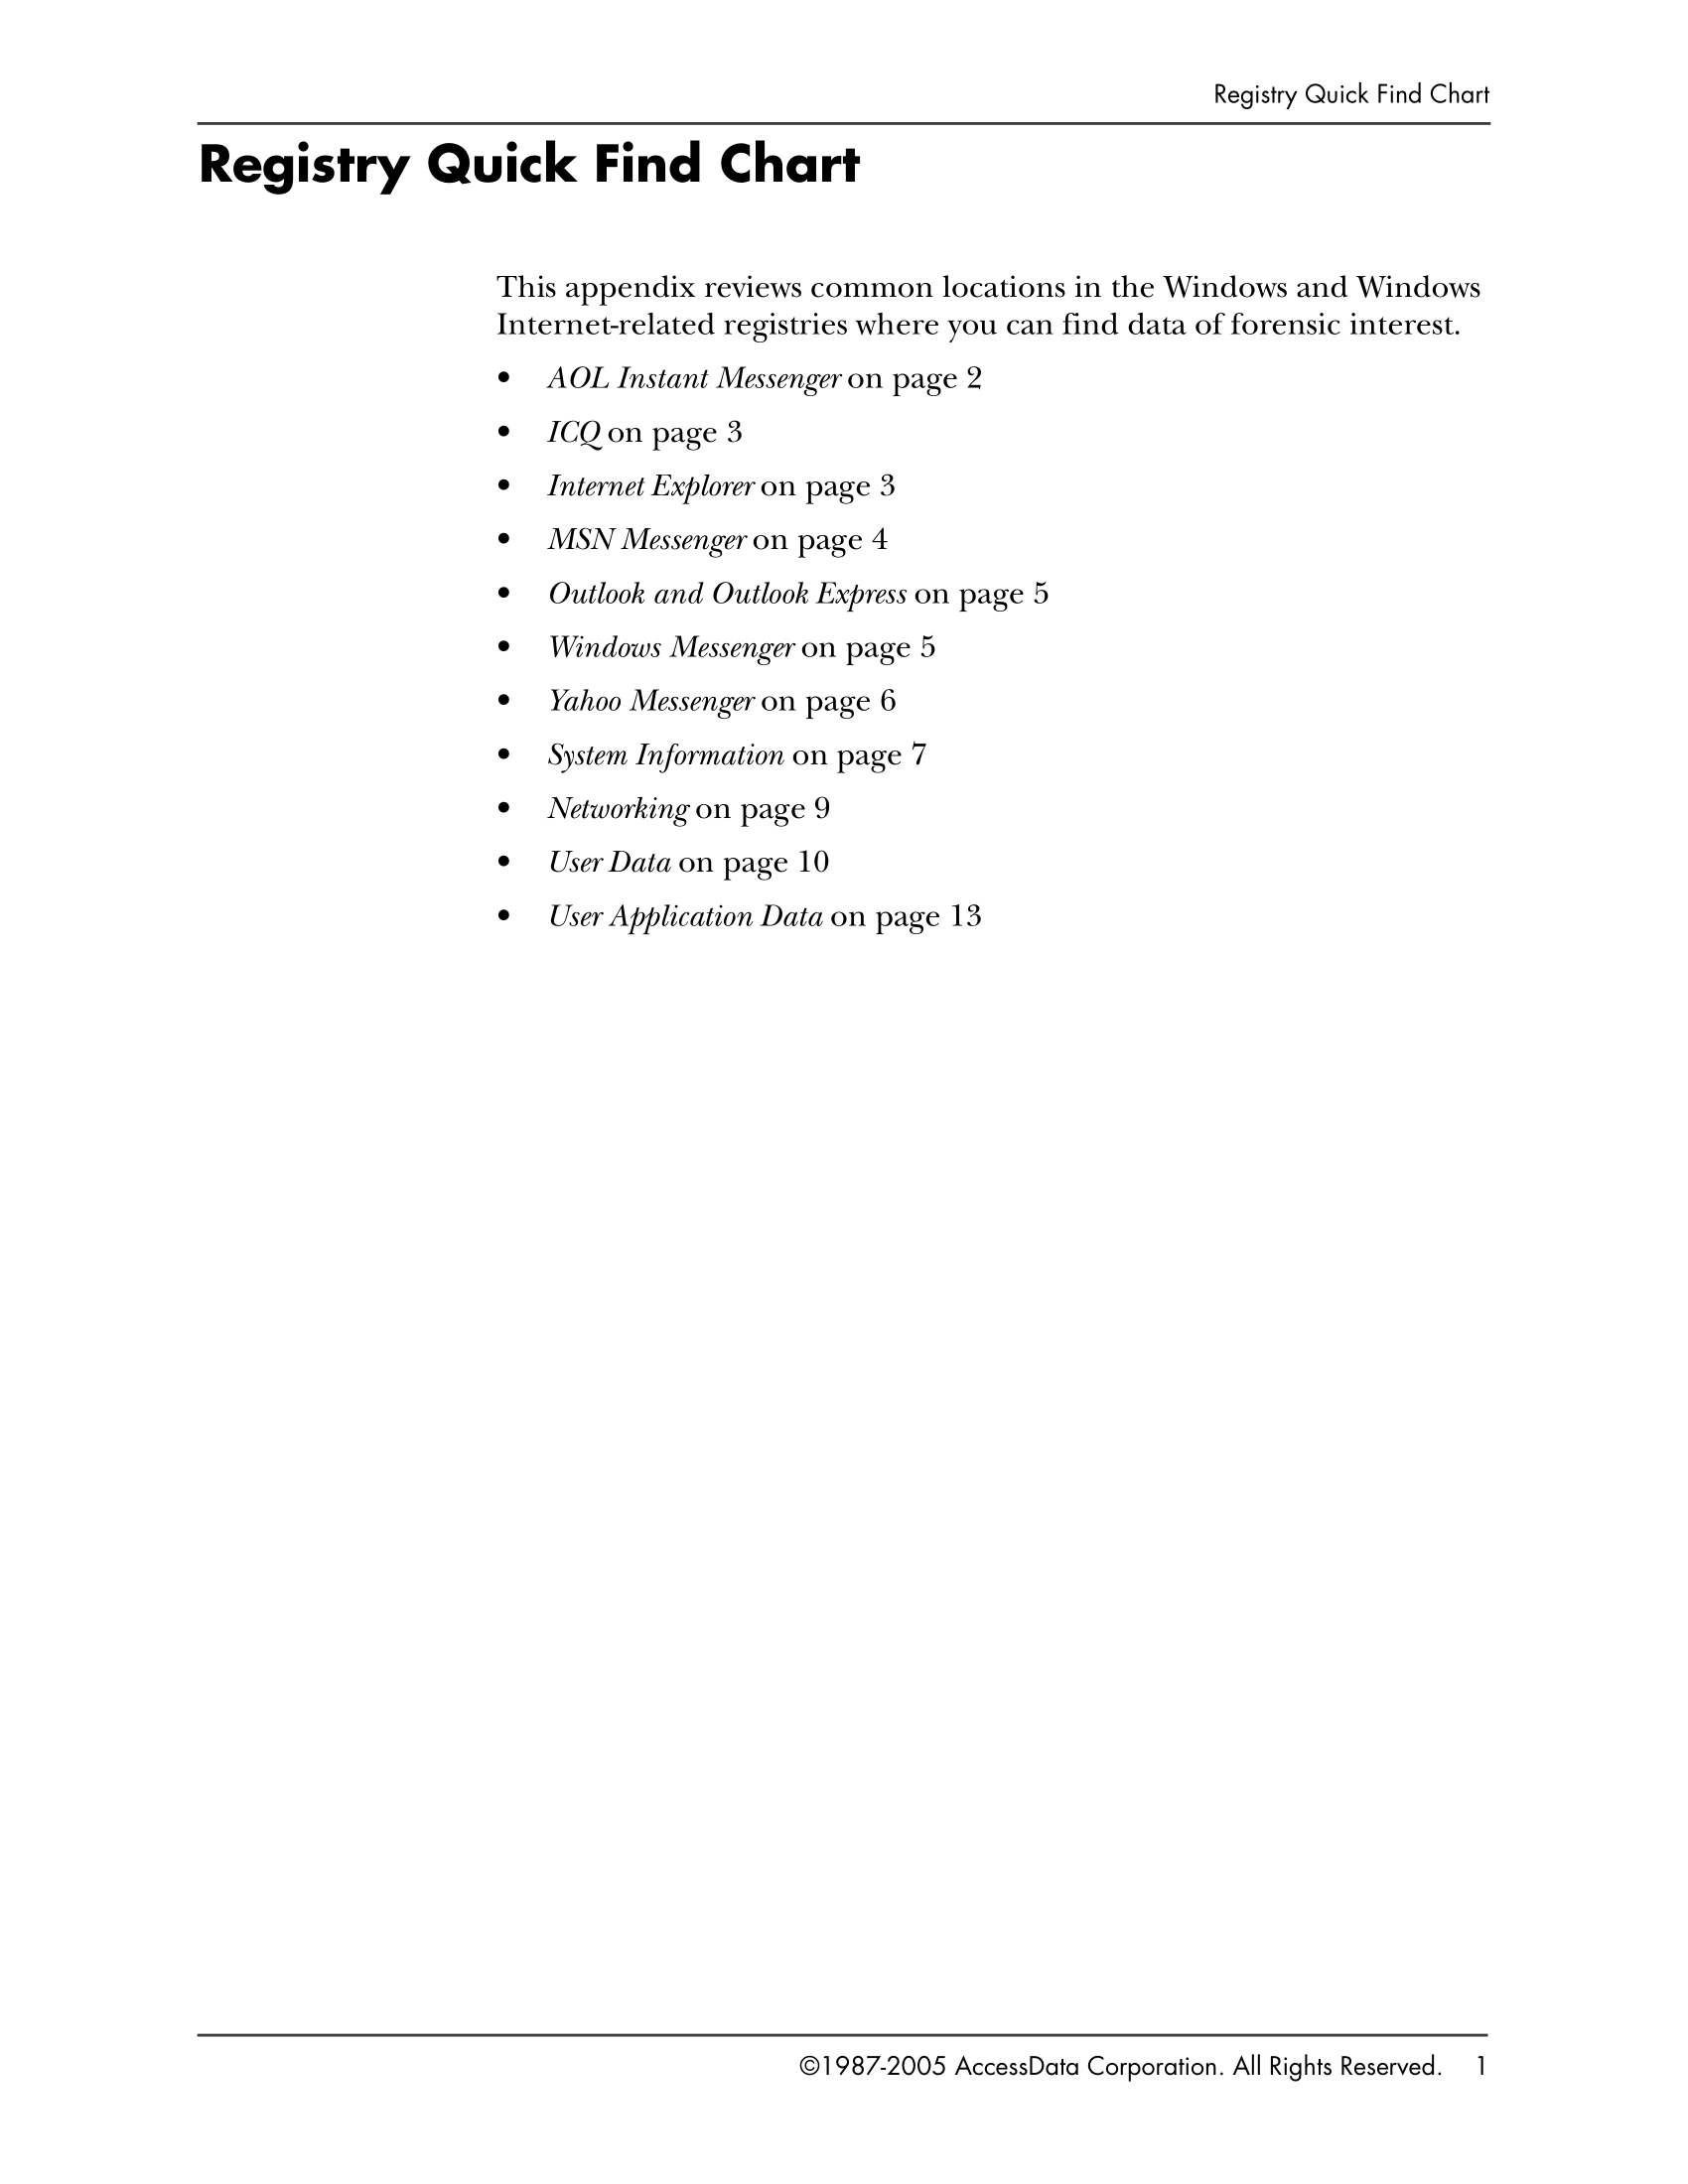 Registry Quick Find Chart
Registry Quick Find Chart
This appendix reviews common locations in the Windows and Windows
Internet-related registries where you can find data of forensic interest.
• AOL Instant Messenger on page 2
• ICQ on page 3
• Internet Explorer on page 3
• MSN Messenger on page 4
• Outlook and Outlook Express on page 5
• Windows Messenger on page 5
• Yahoo Messenger on page 6
• System Information on page 7
• Networking on page 9
• User Data on page 10
• User Application Data on page 13
©1987-2005 AccessData Corporation. All Rights Reserved. 1